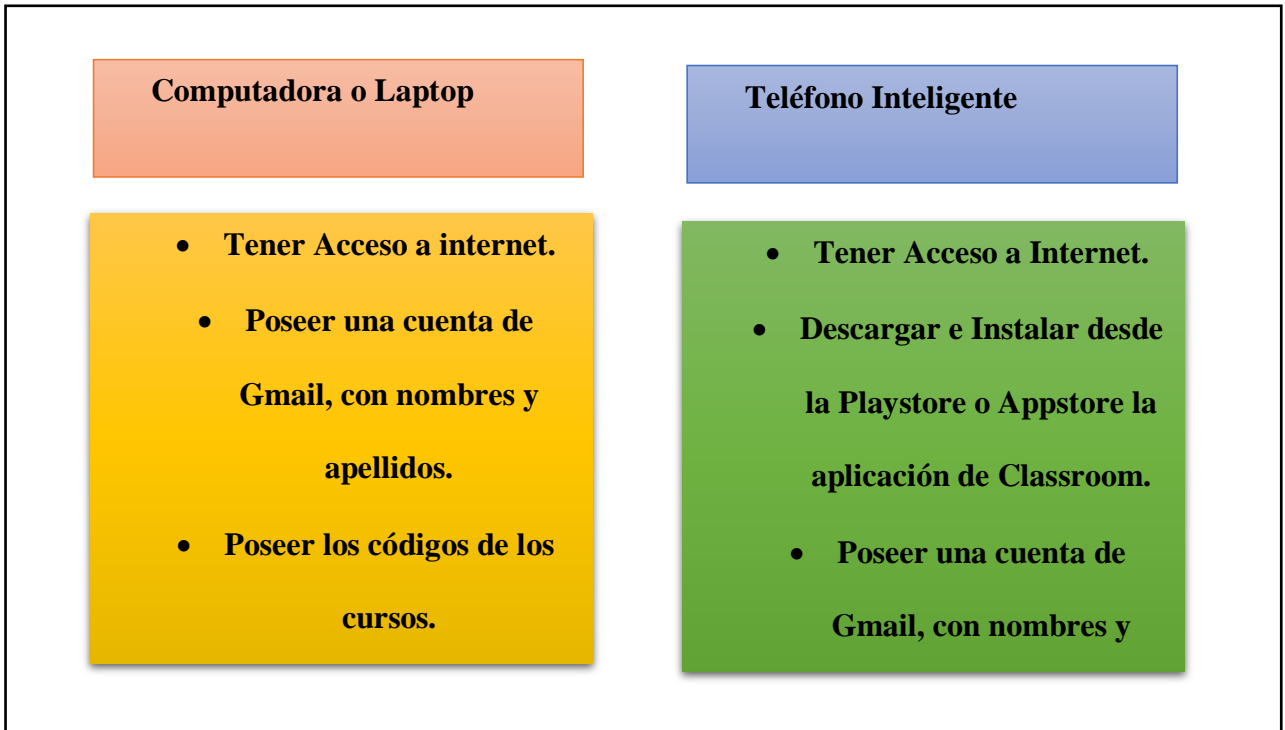 Computadora o Laptop
• Tener Acceso a internet.
• Poseer una cuenta de
Gmail, con nombres y
apellidos.
• Poseer los códigos de los
cursos.
Teléfono Inteligente
• Tener Acceso a Internet.
• Descargar e Instalar desde
la Playstore o Appstore la
aplicación de Classroom.
• Poseer una cuenta de
Gmail, con nombres y